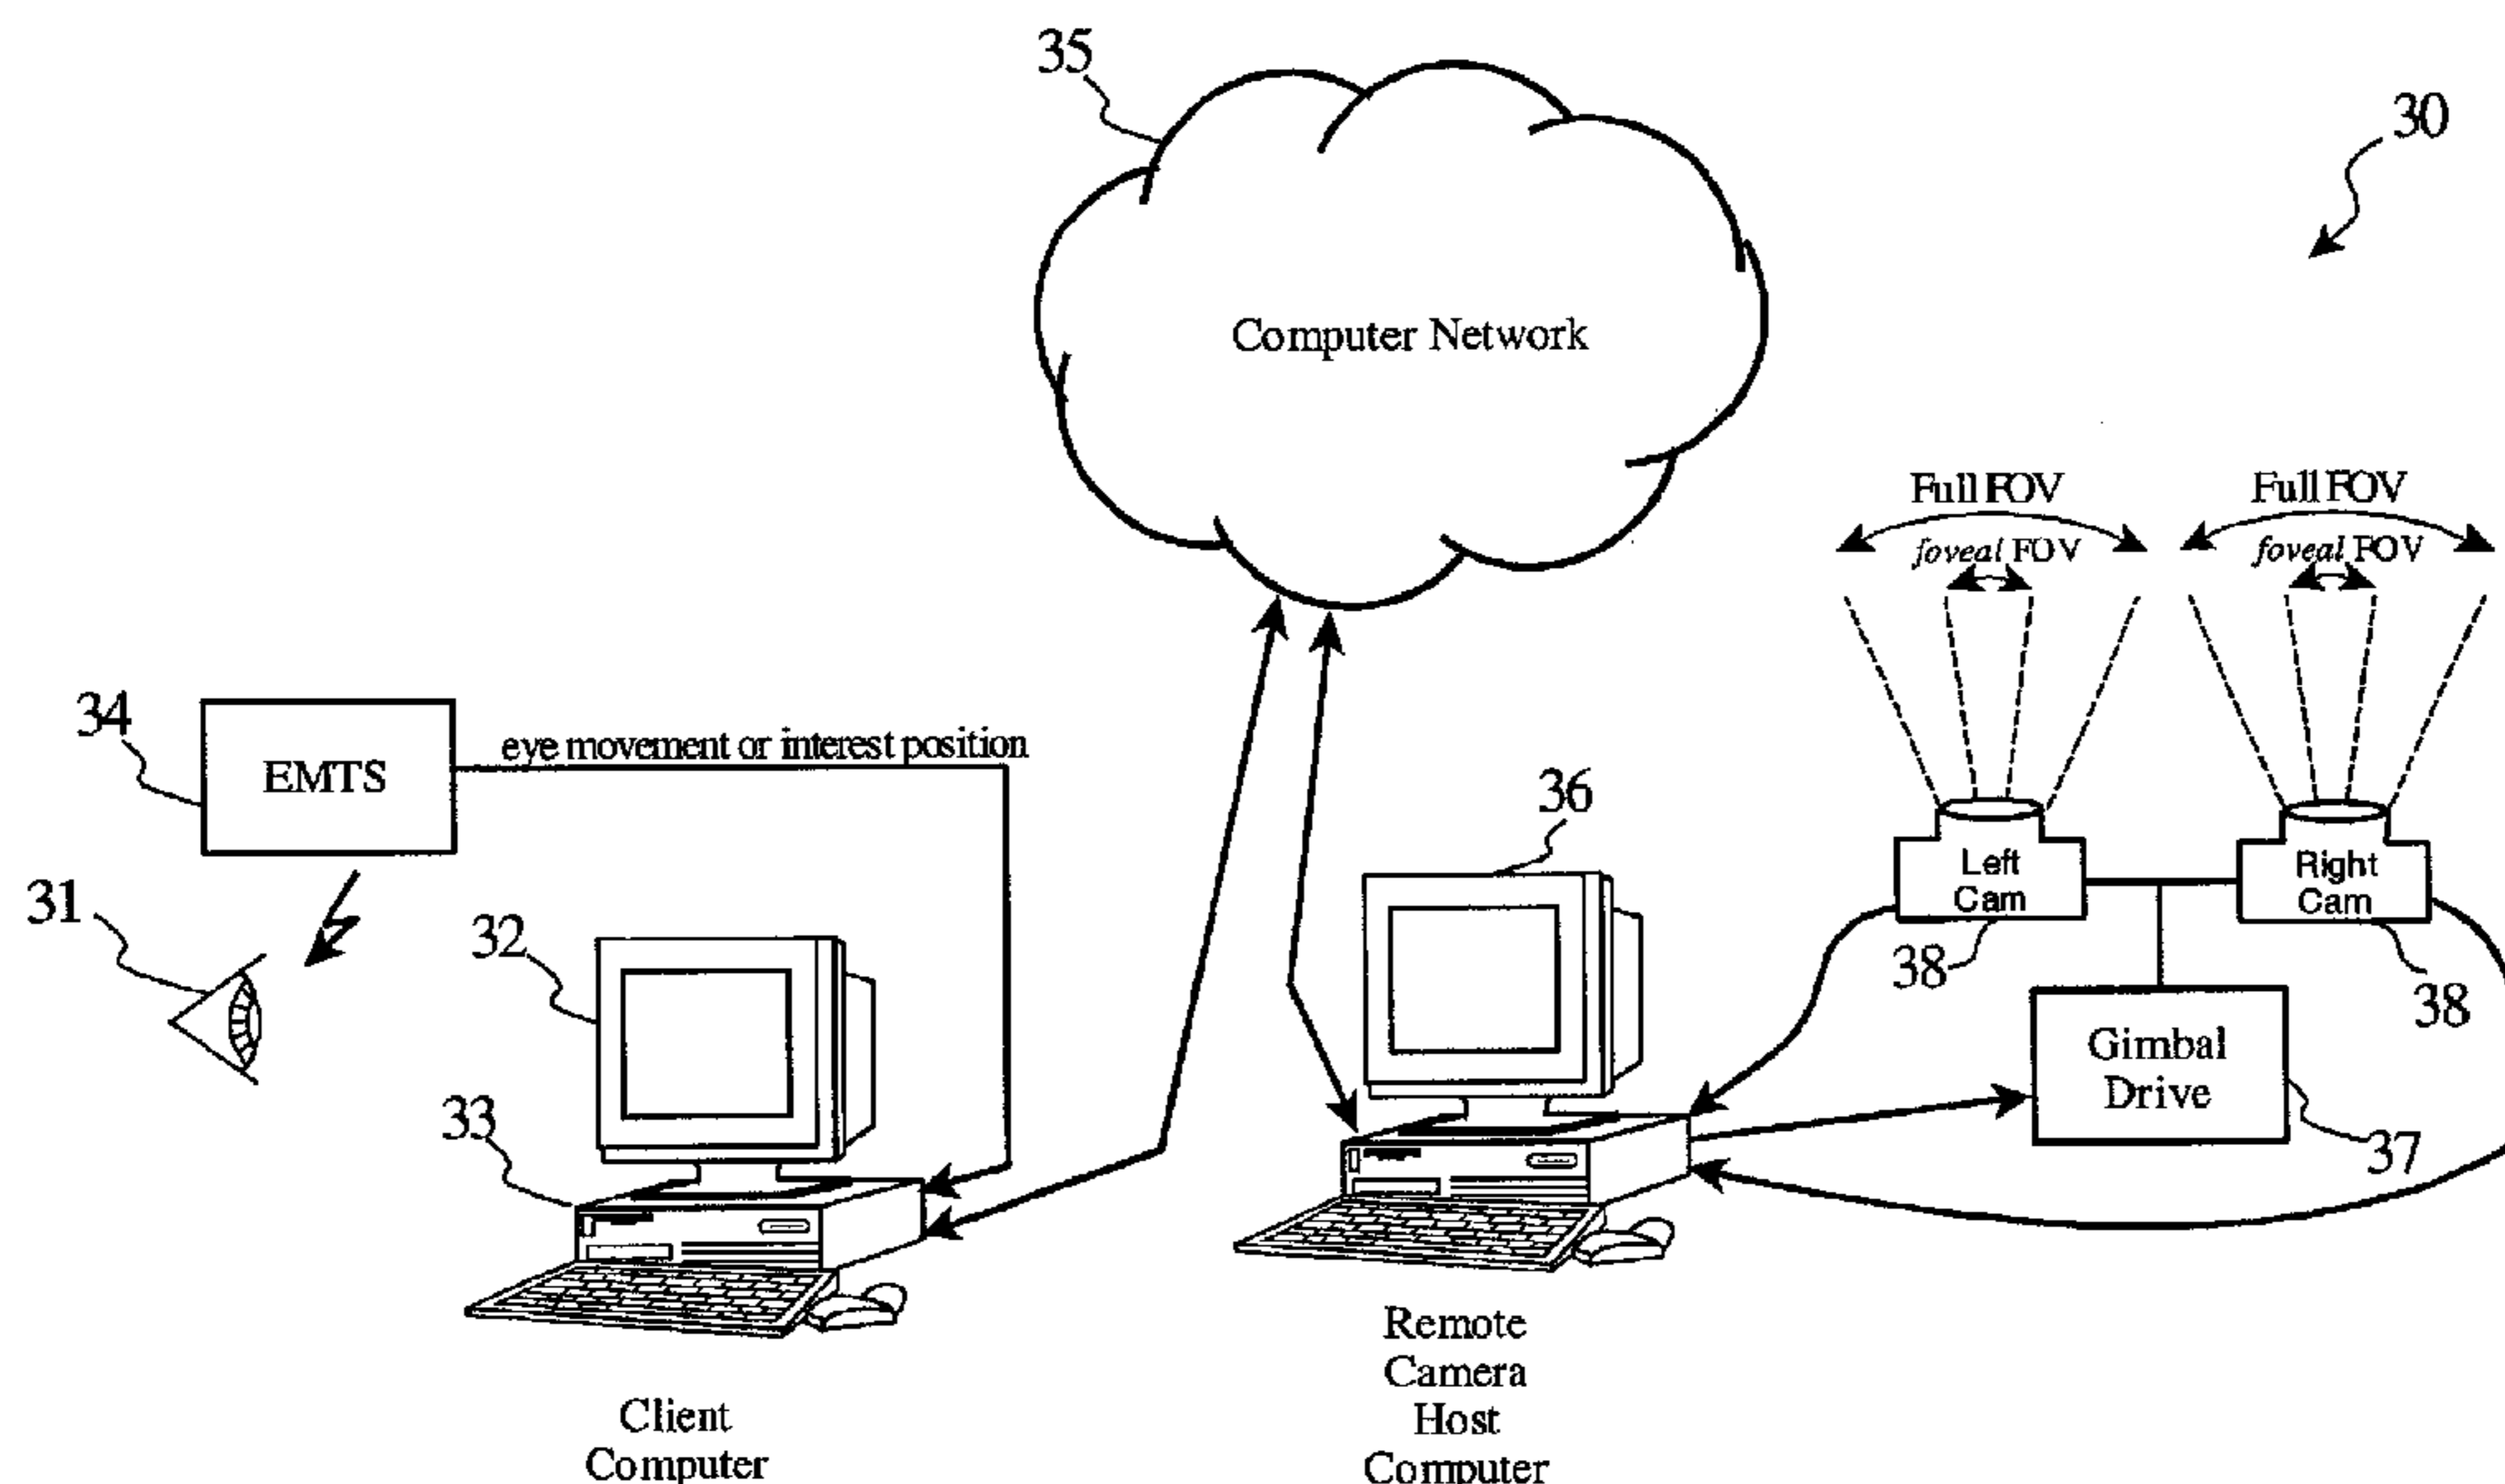 35
30
Computer Network
Full FOV
Full FOV
foveal FOV
foveal FOV
34
EMTS
eye movement or interest position
36
31
32
Left
Cam
Right
Cam
38
38
33
Gimbal
Drive
37
Remote
Camera
Host
Computer
Client
Computer